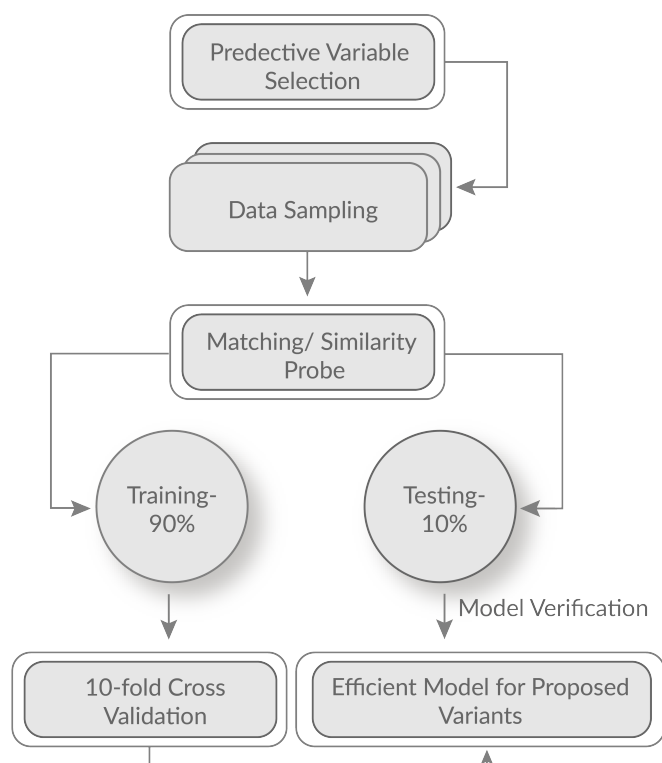 Predective Variable
Selection
Data Sampling
Matching/ Similarity
Probe
Training-
90%
Testing-
10%
Model Verification
10-fold Cross
Validation
Efficient Model for Proposed
Variants